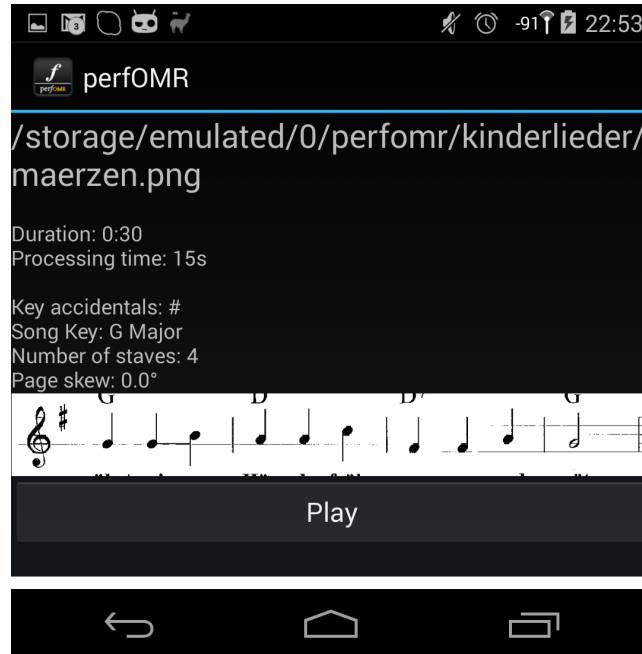 3
-91
22:53
f
perfOMR
perfOMR
/storage/emulated/0/perfomr/kinderlieder/
maerzen.png
Duration: 0:30
Processing time: 15s
Key accidentals: #
Song Key: G Major
Number of staves: 4
Page skew: 0.0°
G D D7 G
Play